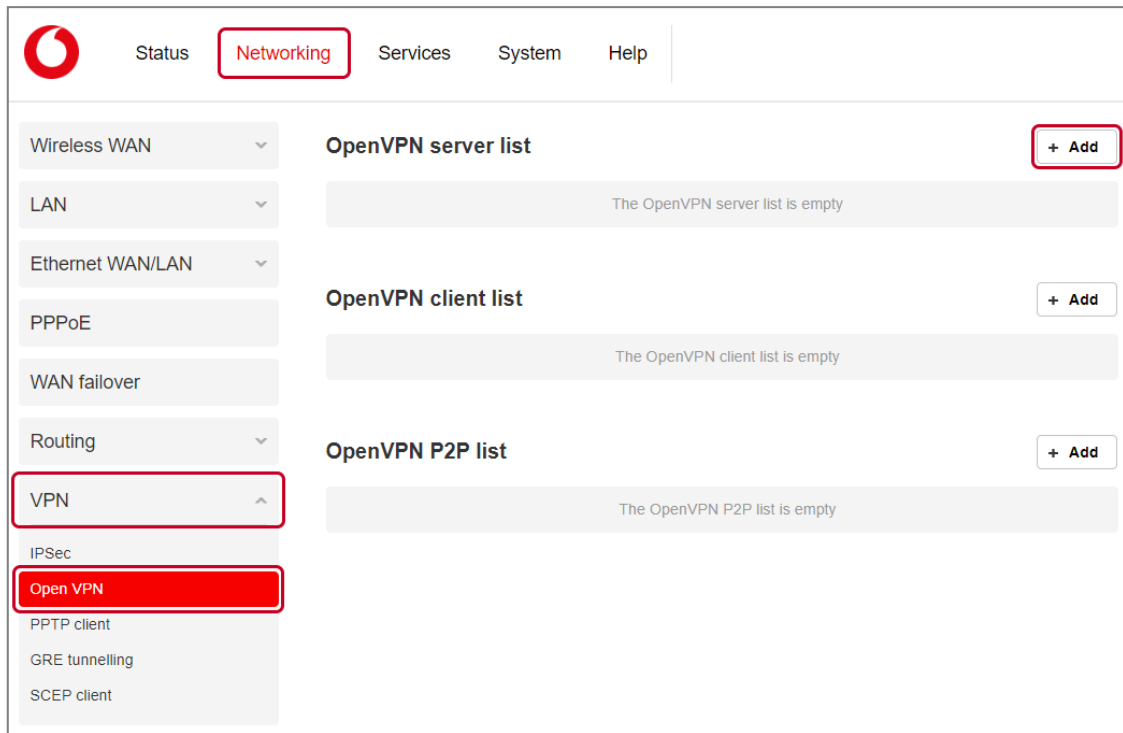 Status Networking Services System Help
Wireless WAN
LAN
Ethernet WAN/LAN
PPPoE
WAN failover
Routing
VPN
IPSec
Open VPN
PPTP client
GRE tunnelling
SCEP client
OpenVPN server list
+ Add
The OpenVPN server list is empty
OpenVPN client list
+ Add
The OpenVPN client list is empty
OpenVPN P2P list
+ Add
The OpenVPN P2P list is empty